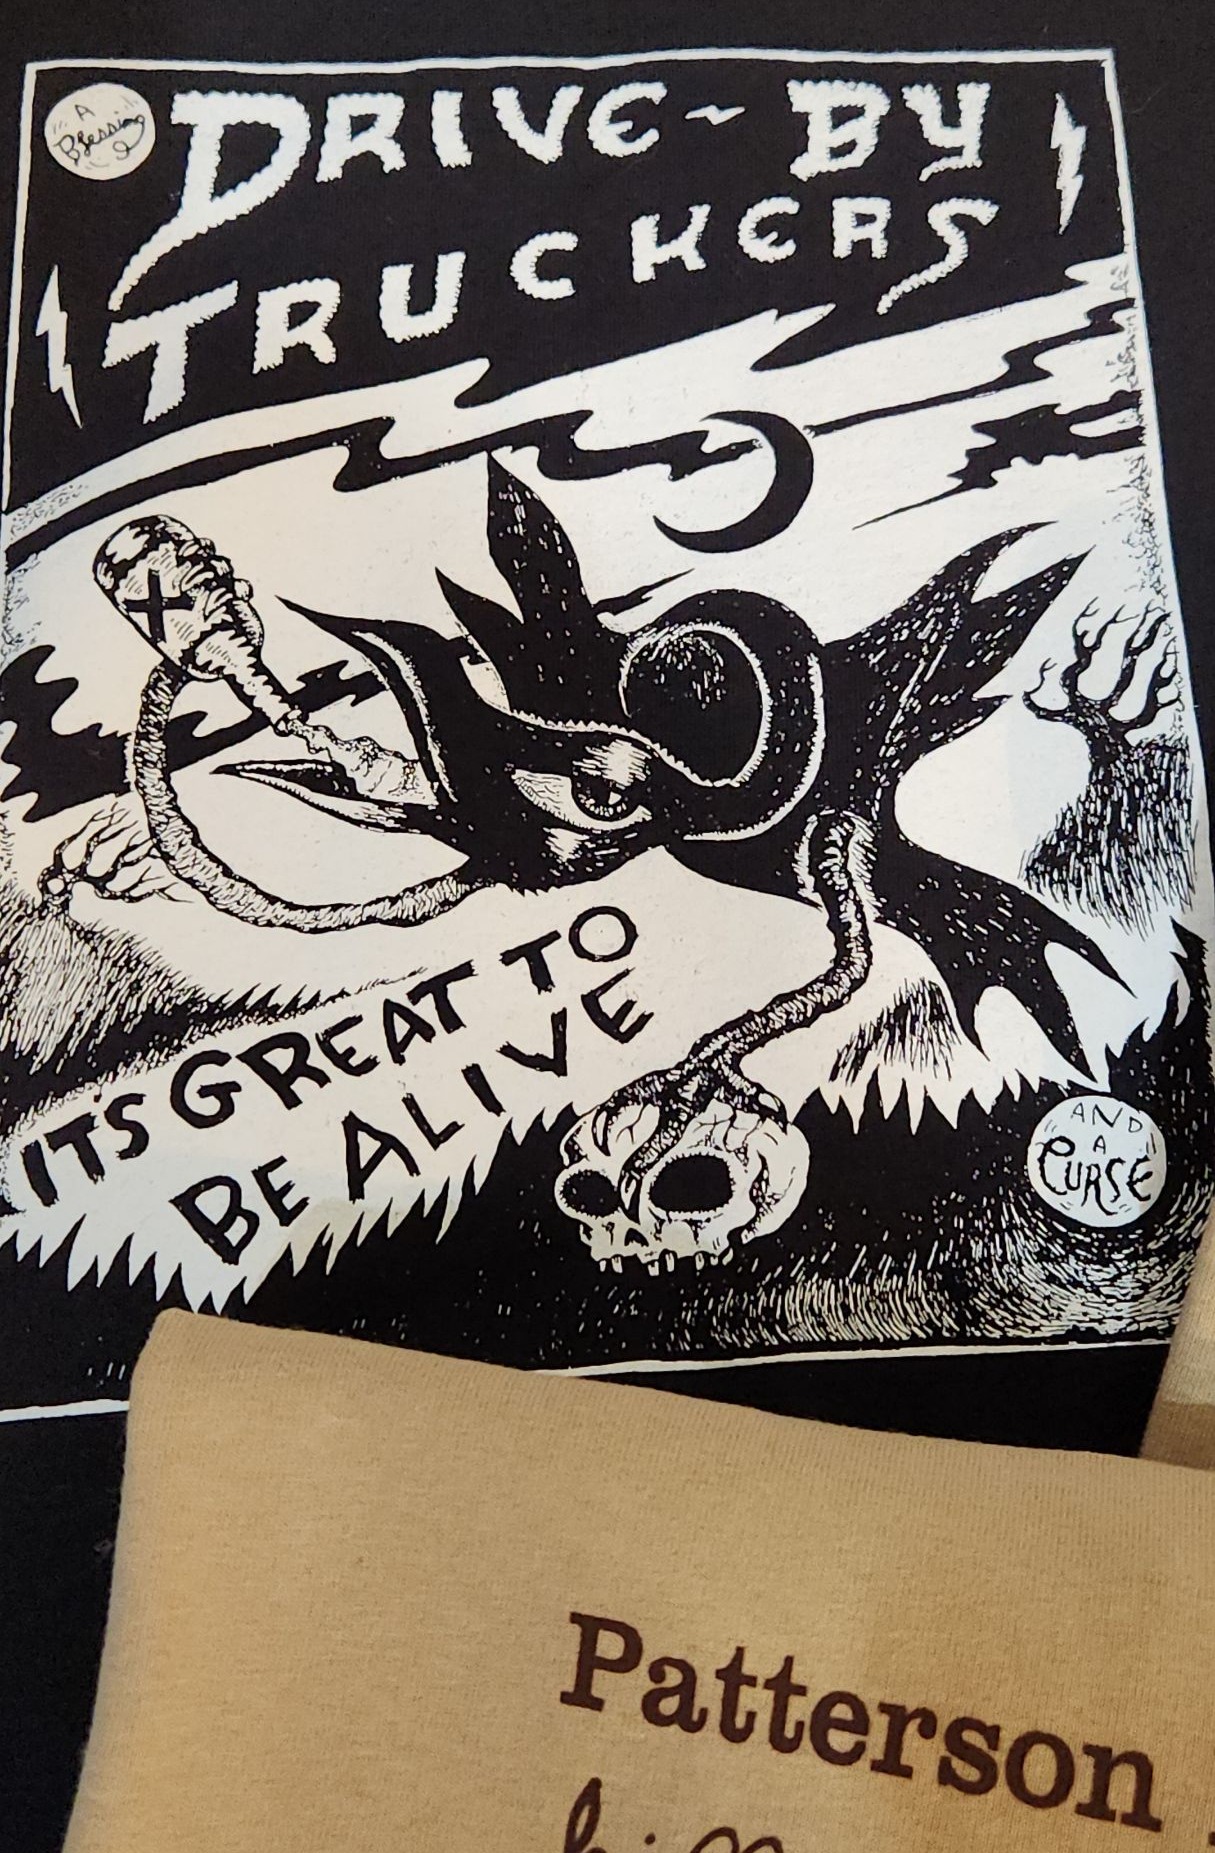 A
Blessing
DRIVE-BY
TRUCKERS
X
IT'S GREAT TO
BE ALIVE
AND
A
CURSE
Patterson